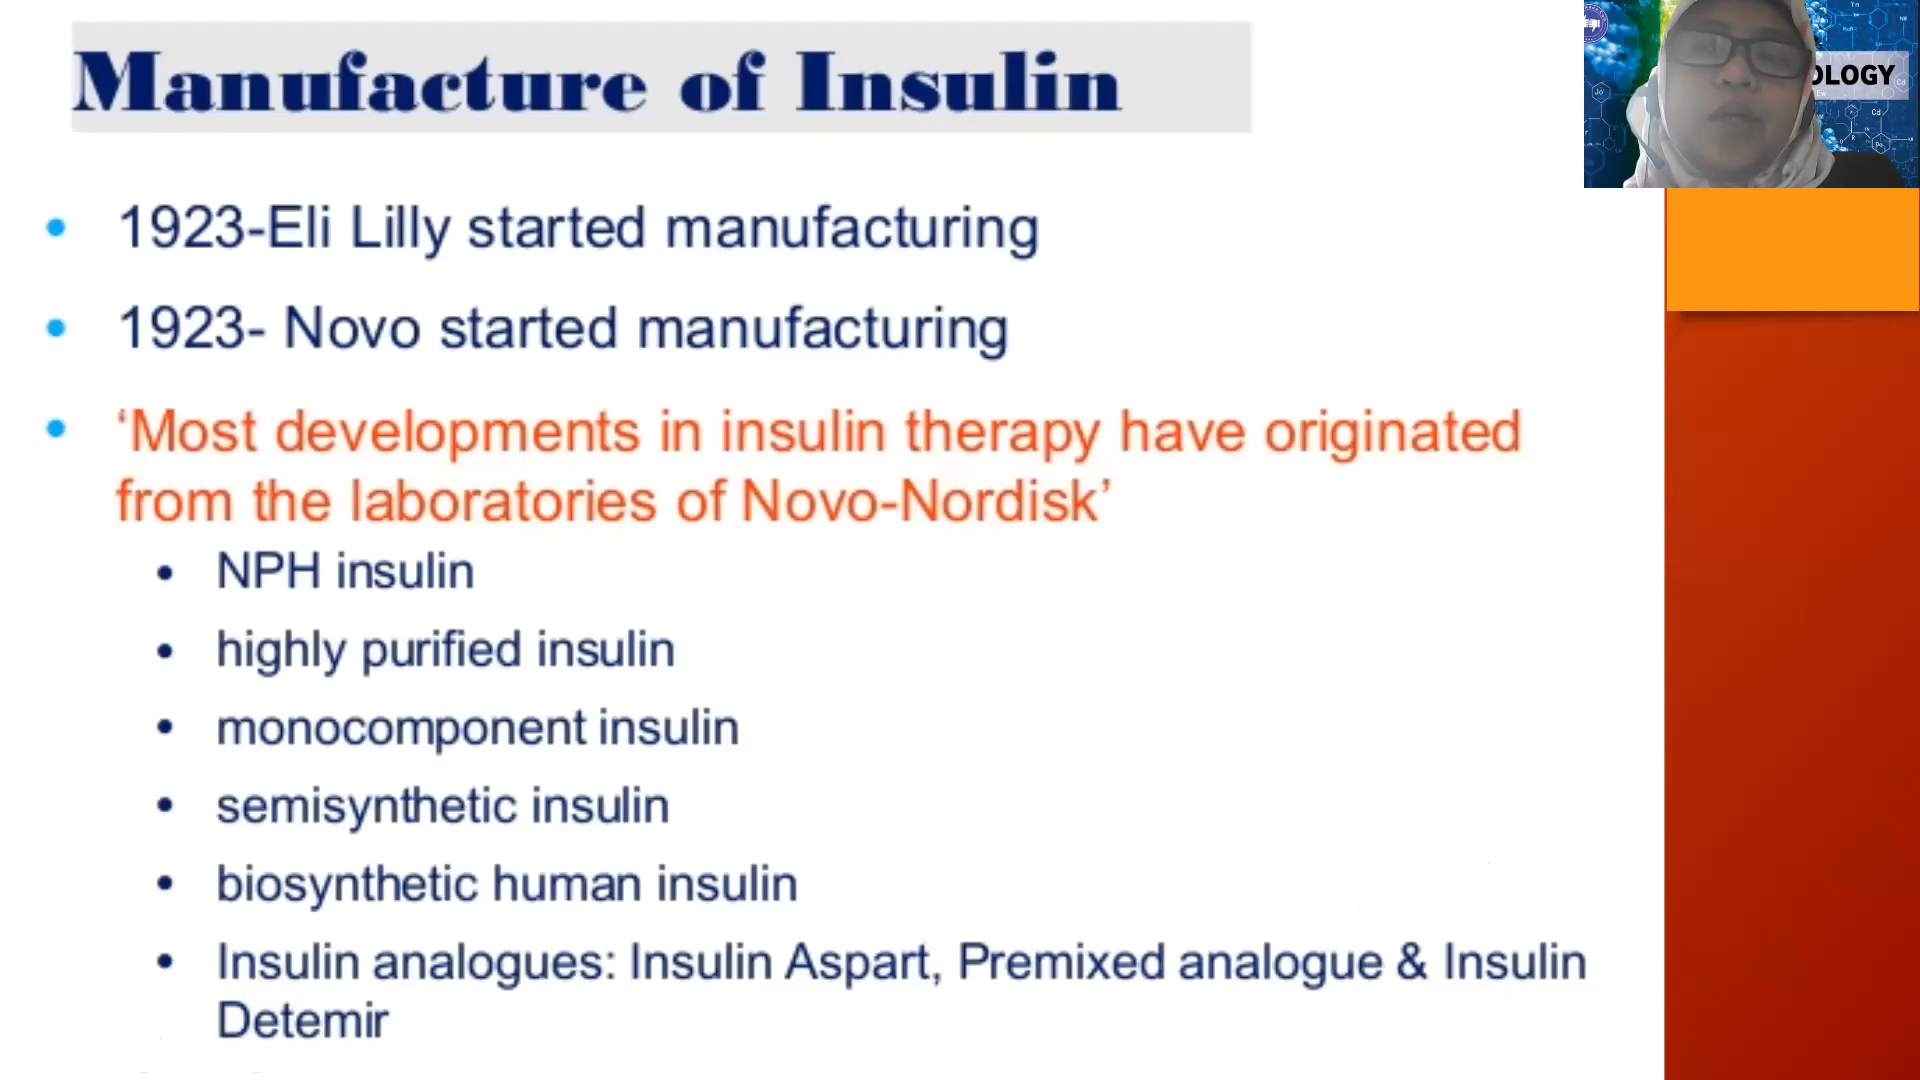 Manufacture of Insulin
OLOGY
• 1923-Eli Lilly started manufacturing
• 1923- Novo started manufacturing
• ‘Most developments in insulin therapy have originated
from the laboratories of Novo-Nordisk’
• NPH insulin
• highly purified insulin
• monocomponent insulin
• semisynthetic insulin
• biosynthetic human insulin
• Insulin analogues: Insulin Aspart, Premixed analogue & Insulin
Detemir